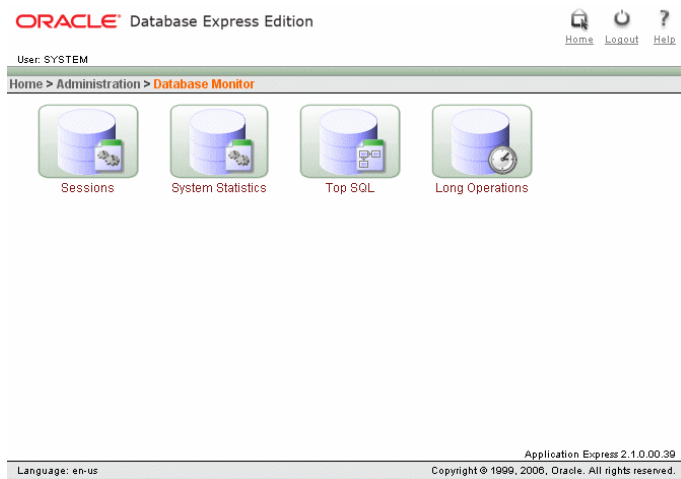 ORACLE® Database Express Edition
Home Logout Help
User: SYSTEM
Home > Administration > Database Monitor
Sessions System Statistics Top SQL Long Operations
Application Express 2.1.0.00.39
Language: en-us Copyright © 1999, 2006, Oracle. All rights reserved.